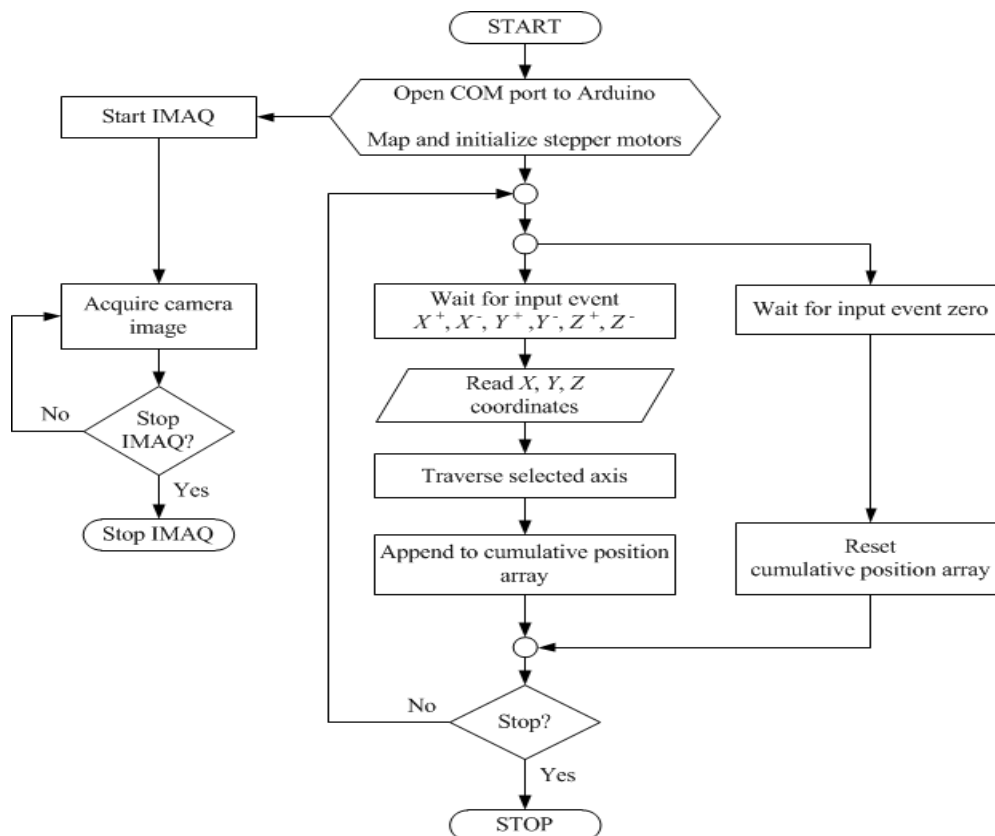 START
Open COM port to Arduino
Map and initialize stepper motors
Start IMAQ
Acquire camera
image
No
Stop
IMAQ?
Yes
Stop IMAQ
Wait for input event
X⁺, X⁻, Y⁺,Y⁻, Z⁺, Z⁻
Read X, Y, Z
coordinates
Traverse selected axis
Append to cumulative position
array
Wait for input event zero
Reset
cumulative position array
No
Stop?
Yes
STOP